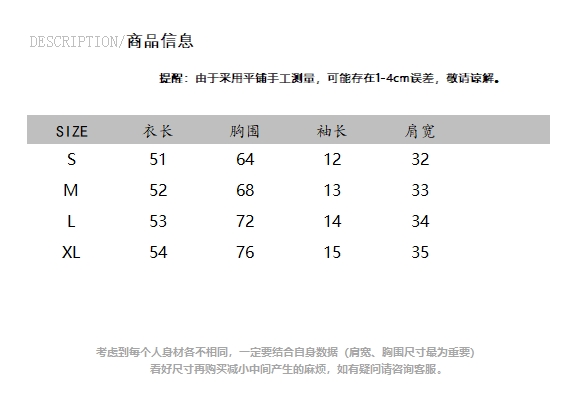 DESCRIPTION/商品信息
提醒：由于采用平铺手工测量，可能存在1-4cm误差，敬请谅解。
SIZE 衣长 胸围 袖长 肩宽
S 51 64 12 32
M 52 68 13 33
L 53 72 14 34
XL 54 76 15 35
考虑到每个人身材各不相同，一定要结合自身数据（肩宽、胸围尺寸最为重要）
看好尺寸再购买减小中间产生的麻烦，如有疑问请咨询客服。